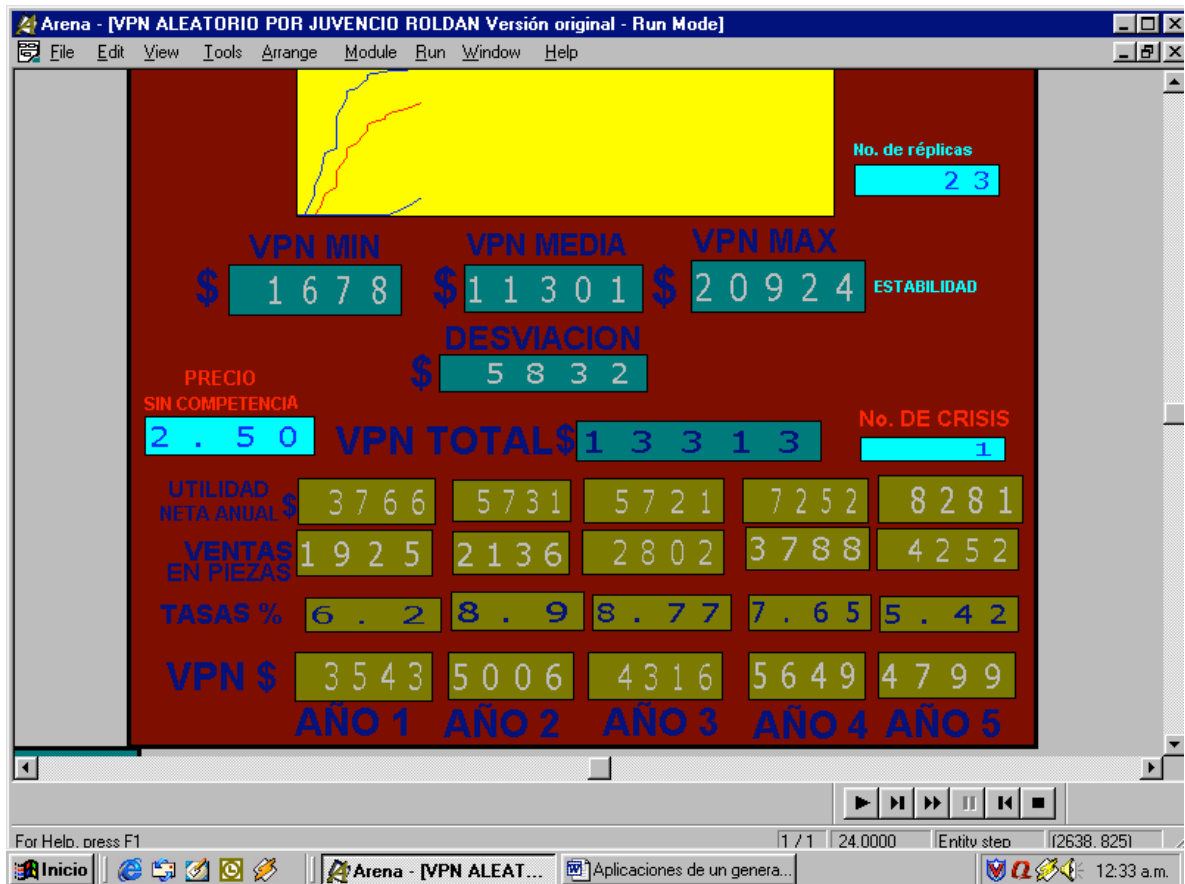 Arena - [VPN ALEATORIO POR JUVENCIO ROLDAN Versión original - Run Mode]
File Edit View Tools Arrange Module Run Window Help
No. de réplicas
23
VPN MIN VPN MEDIA VPN MAX
$ 1678 $ 11301 $ 20924 ESTABILIDAD
DESVIACION
$ 5832
PRECIO
SIN COMPETENCIA
2.50
VPN TOTAL $ 13313
No. DE CRISIS
1
UTILIDAD
NETA ANUAL $ 3766 5731 5721 7252 8281
VENTAS
EN PIEZAS 1925 2136 2802 3788 4252
TASAS % 6.2 8.9 8.77 7.65 5.42
VPN $ 3543 5006 4316 5649 4799
AÑO 1 AÑO 2 AÑO 3 AÑO 4 AÑO 5
For Help, press F1 1 / 1 24.0000 Entity step (2638, 825)
Inicio Arena - [VPN ALEAT... Aplicaciones de un genera... 12:33 a.m.